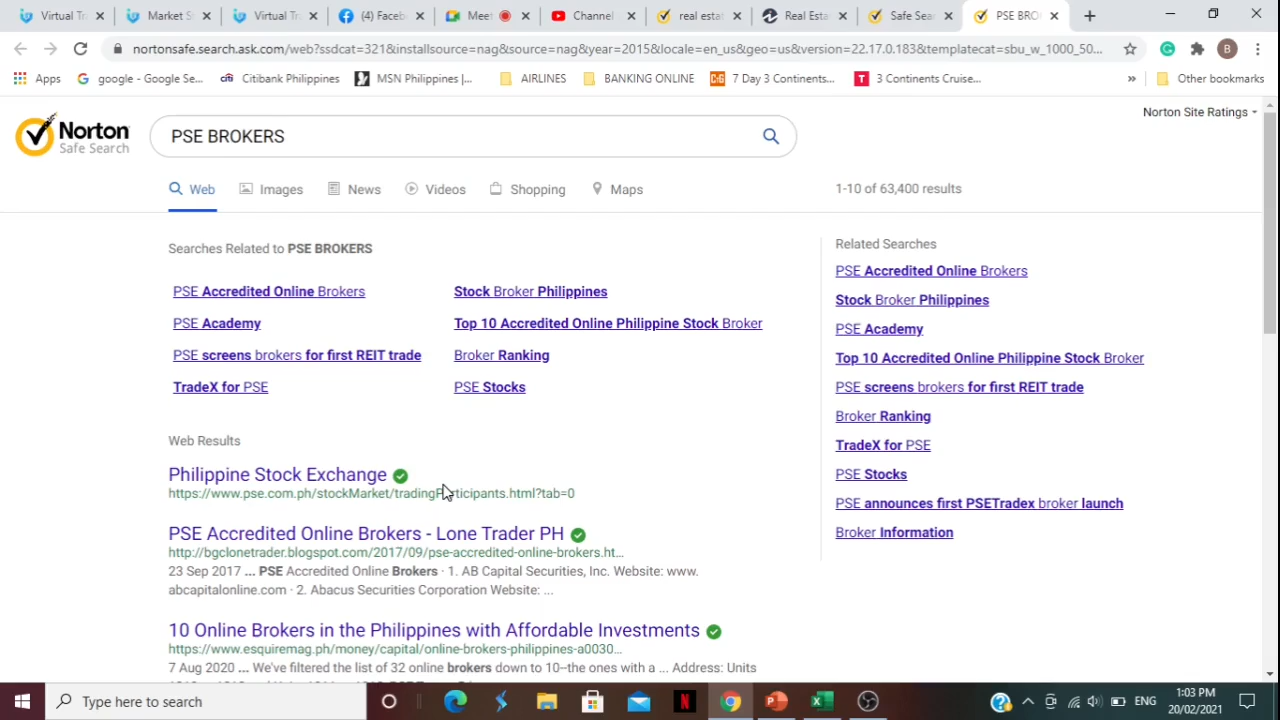 Virtual Tr
Market S
Virtual Tr
(4) Faceb
Meet
Channel
real estat
Real Esta
Safe Sear
PSE BRO
nortonsafe.search.ask.com/web?ssdcat=321&installsource=nag&source=nag&year=2015&locale=en_us&geo=us&version=22.17.0.183&templatecat=sbu_w_1000_50...
B
Apps
google - Google Se...
Citibank Philippines
MSN Philippines |...
AIRLINES
BANKING ONLINE
7 Day 3 Continents...
3 Continents Cruise...
»
Other bookmarks
Norton Site Ratings
Norton
Safe Search
PSE BROKERS
Web
Images
News
Videos
Shopping
Maps
1-10 of 63,400 results
Searches Related to PSE BROKERS
PSE Accredited Online Brokers
Stock Broker Philippines
PSE Academy
Top 10 Accredited Online Philippine Stock Broker
PSE screens brokers for first REIT trade
Broker Ranking
TradeX for PSE
PSE Stocks
Related Searches
PSE Accredited Online Brokers
Stock Broker Philippines
PSE Academy
Top 10 Accredited Online Philippine Stock Broker
PSE screens brokers for first REIT trade
Broker Ranking
TradeX for PSE
PSE Stocks
PSE announces first PSETradex broker launch
Broker Information
Web Results
Philippine Stock Exchange
https://www.pse.com.ph/stockMarket/tradingParticipants.html?tab=0
PSE Accredited Online Brokers - Lone Trader PH
http://bgclonetrader.blogspot.com/2017/09/pse-accredited-online-brokers.ht...
23 Sep 2017 ... PSE Accredited Online Brokers · 1. AB Capital Securities, Inc. Website: www.
abcapitalonline.com · 2. Abacus Securities Corporation Website: ...
10 Online Brokers in the Philippines with Affordable Investments
https://www.esquiremag.ph/money/capital/online-brokers-philippines-a0030...
7 Aug 2020 ... We've filtered the list of 32 online brokers down to 10--the ones with a ... Address: Units
Type here to search
ENG
1:03 PM
20/02/2021